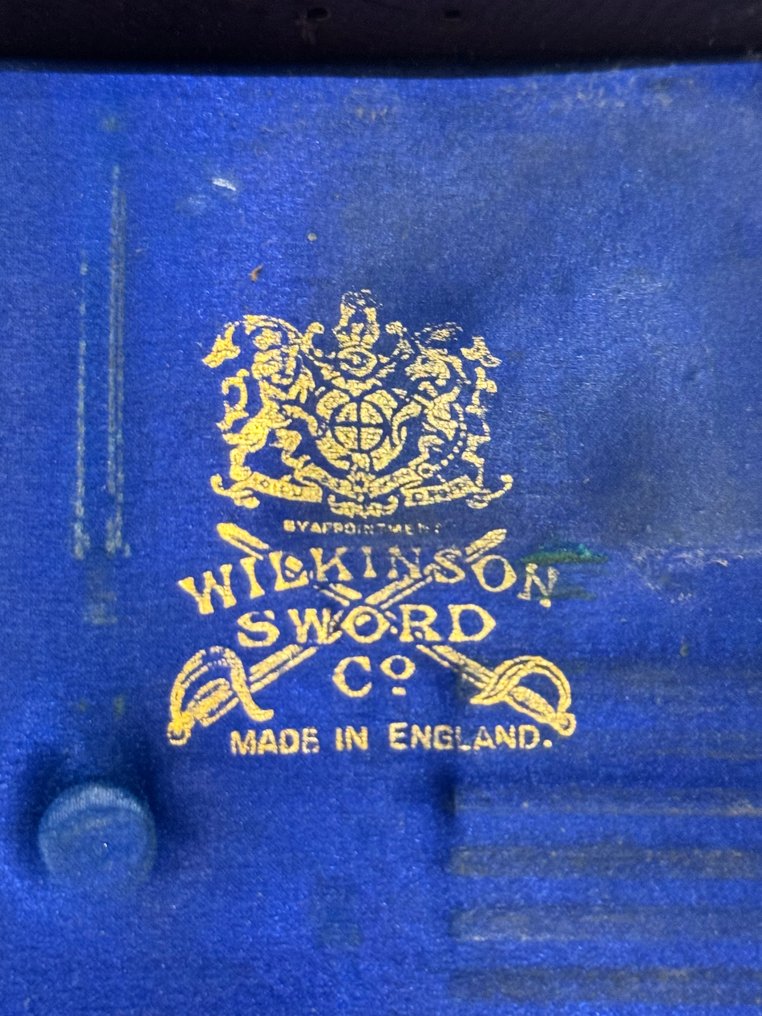 BY APPOINTMENT
WILKINSON
SWORD
Cº
MADE IN ENGLAND.